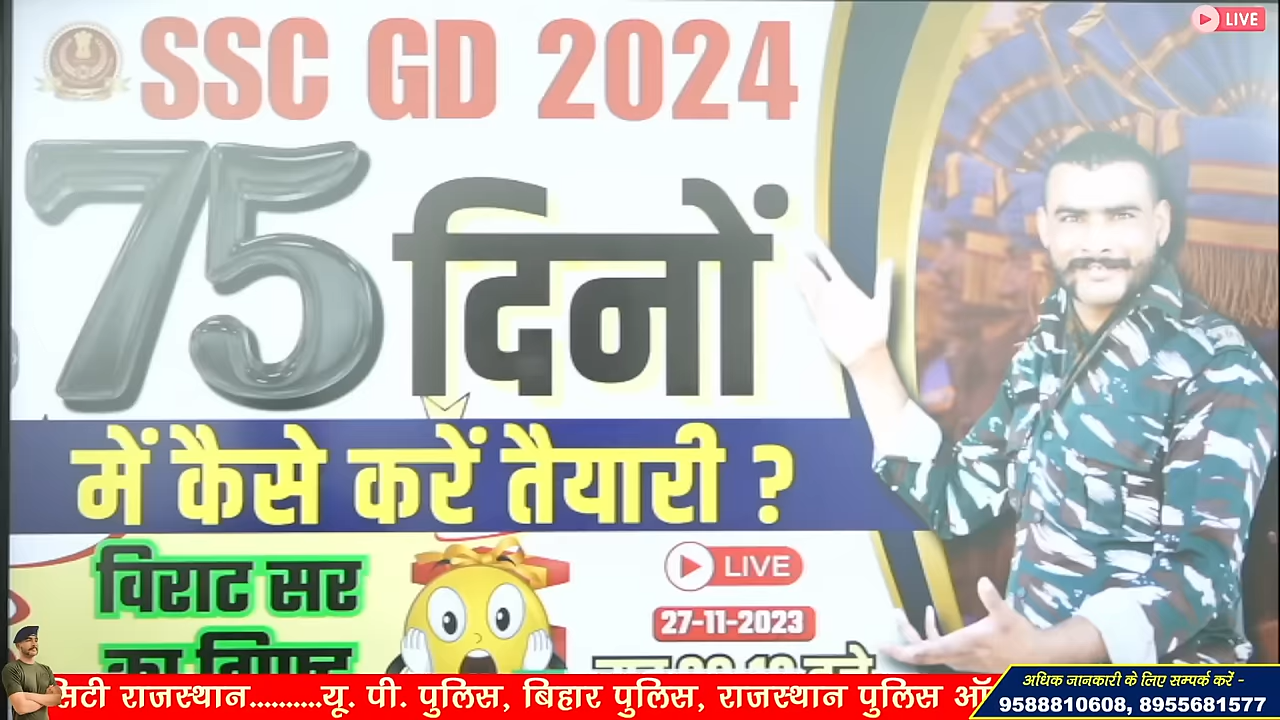 LIVE
SSC GD 2024
75 दिनों
में कैसे करें तैयारी ?
विराट सर
LIVE
27-11-2023
सिटी राजस्थान..........यू. पी. पुलिस, बिहार पुलिस, राजस्थान पुलिस
अधिक जानकारी के लिए सम्पर्क करें -
9588810608, 8955681577